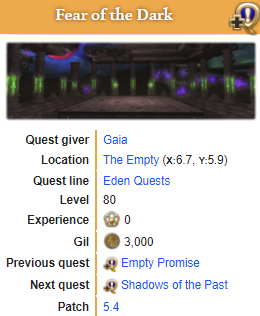 Fear of the Dark
Quest giver Gaia
Location The Empty (X:6.7, Y:5.9)
Quest line Eden Quests
Level 80
Experience 0
Gil 3,000
Previous quest Empty Promise
Next quest Shadows of the Past
Patch 5.4